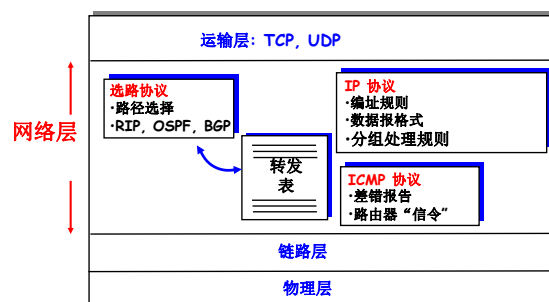 运输层: TCP, UDP
网络层
选路协议
·路径选择
·RIP, OSPF, BGP
转发
表
IP 协议
·编址规则
·数据报格式
·分组处理规则
ICMP 协议
·差错报告
·路由器“信令”
链路层
物理层